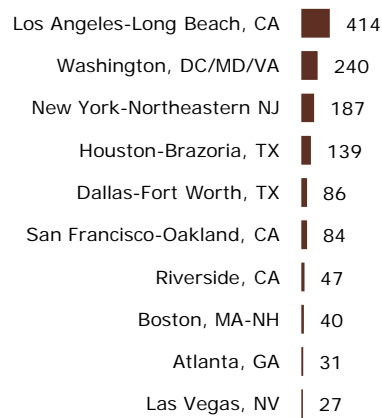 Los Angeles-Long Beach, CA 414
Washington, DC/MD/VA 240
New York-Northeastern NJ 187
Houston-Brazoria, TX 139
Dallas-Fort Worth, TX 86
San Francisco-Oakland, CA 84
Riverside, CA 47
Boston, MA-NH 40
Atlanta, GA 31
Las Vegas, NV 27